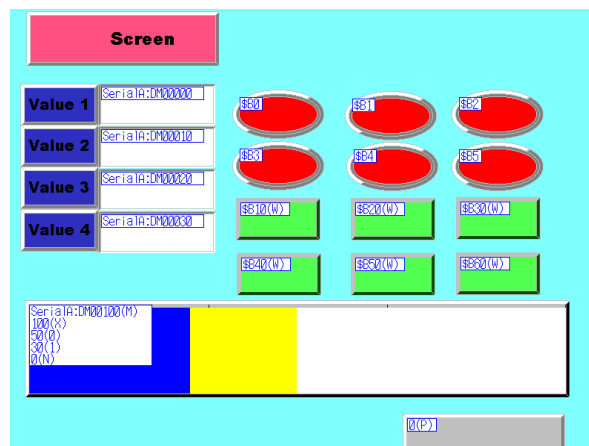 Screen
Value 1 SerialA:DM00000
$B0 $B1 $B2
Value 2 SerialA:DM00010
$B3 $B4 $B5
Value 3 SerialA:DM00020
$B10(W) $B20(W) $B30(W)
Value 4 SerialA:DM00030
$B40(W) $B50(W) $B60(W)
SerialA:DM00100(M)
100(X)
50(0)
30(1)
0(N)
0(P)